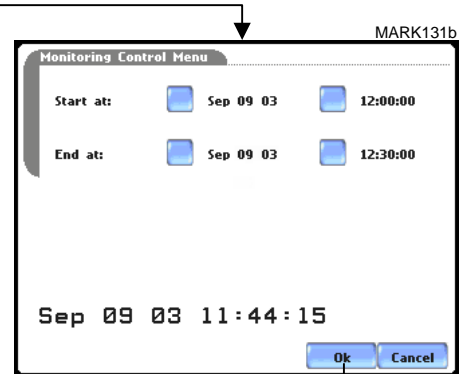 MARK131b
Monitoring Control Menu
Start at: Sep 09 03 12:00:00
End at: Sep 09 03 12:30:00
Sep 09 03 11:44:15
Ok Cancel